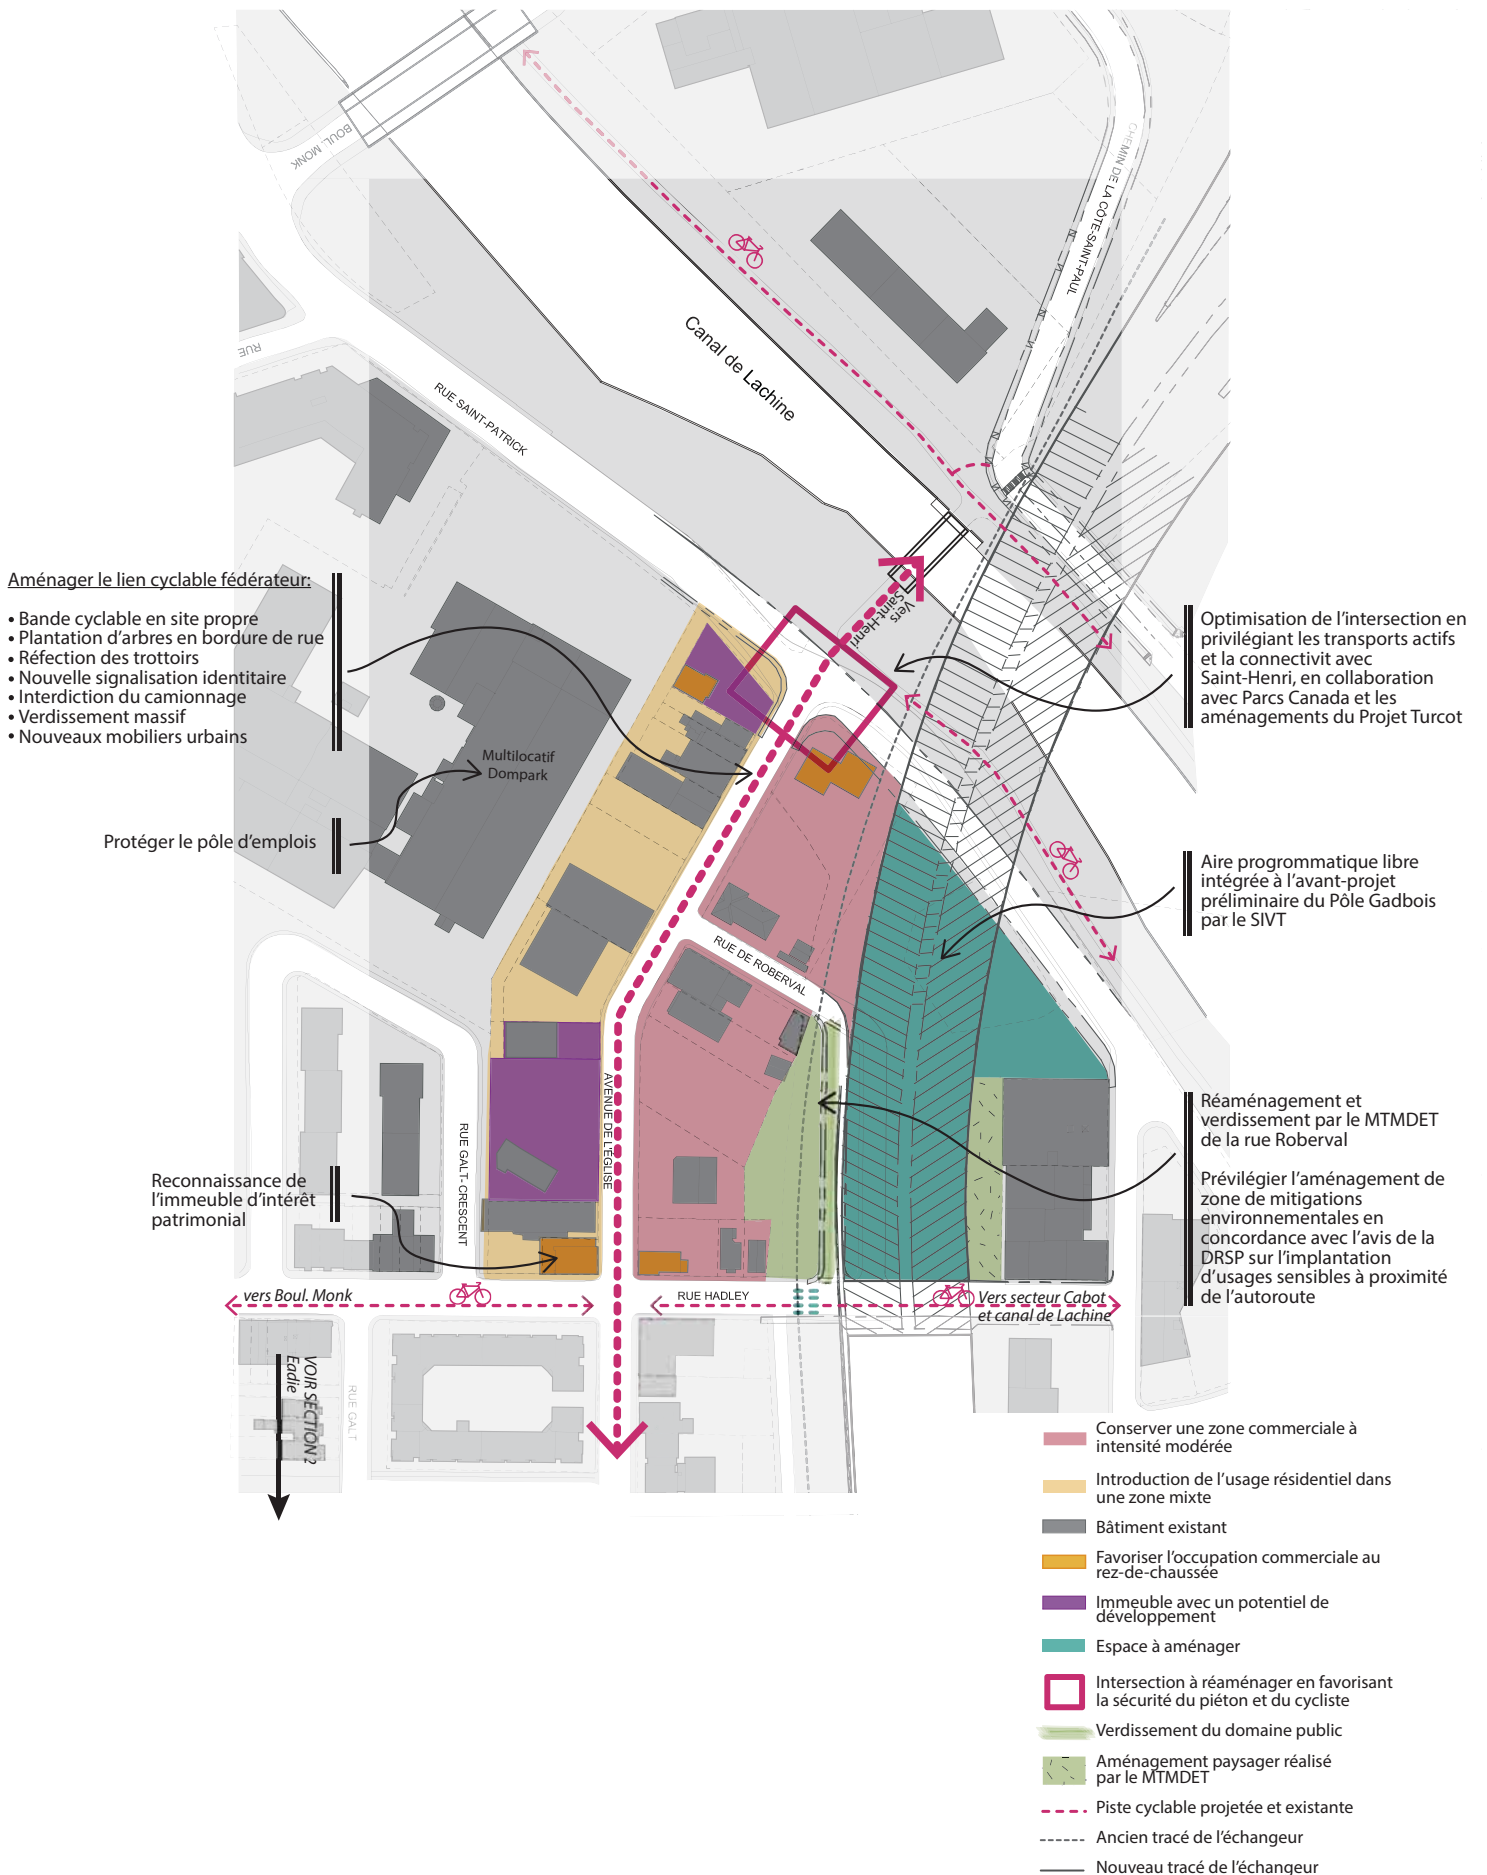 BOUL. MONK
CHEMIN DE LA CÔTE-SAINT-PAUL
RUE
RUE SAINT-PATRICK
Canal de Lachine
Vers
Saint-Henri
Aménager le lien cyclable fédérateur:
• Bande cyclable en site propre
• Plantation d'arbres en bordure de rue
• Réfection des trottoirs
• Nouvelle signalisation identitaire
• Interdiction du camionnage
• Verdissement massif
• Nouveaux mobiliers urbains
Multilocatif
Dompark
Protéger le pôle d'emplois
Optimisation de l'intersection en
privilégiant les transports actifs
et la connectivit avec
Saint-Henri, en collaboration
avec Parcs Canada et les
aménagements du Projet Turcot
Aire progrommatique libre
intégrée à l'avant-projet
préliminaire du Pôle Gadbois
par le SIVT
RUE DE ROBERVAL
AVENUE DE L'ÉGLISE
RUE GALT- CRESCENT
Reconnaissance de
l'immeuble d'intérêt
patrimonial
Réaménagement et
verdissement par le MTMDET
de la rue Roberval
Prévilégier l'aménagement de
zone de mitigations
environnementales en
concordance avec l'avis de la
DRSP sur l'implantation
d'usages sensibles à proximité
de l'autoroute
vers Boul. Monk
RUE HADLEY
Vers secteur Cabot
et canal de Lachine
VOIR SECTION 2
Eadie
RUE GALT
Conserver une zone commerciale à
intensité modérée
Introduction de l'usage résidentiel dans
une zone mixte
Bâtiment existant
Favoriser l'occupation commerciale au
rez-de-chaussée
Immeuble avec un potentiel de
développement
Espace à aménager
Intersection à réaménager en favorisant
la sécurité du piéton et du cycliste
Verdissement du domaine public
Aménagement paysager réalisé
par le MTMDET
Piste cyclable projetée et existante
Ancien tracé de l'échangeur
Nouveau tracé de l'échangeur